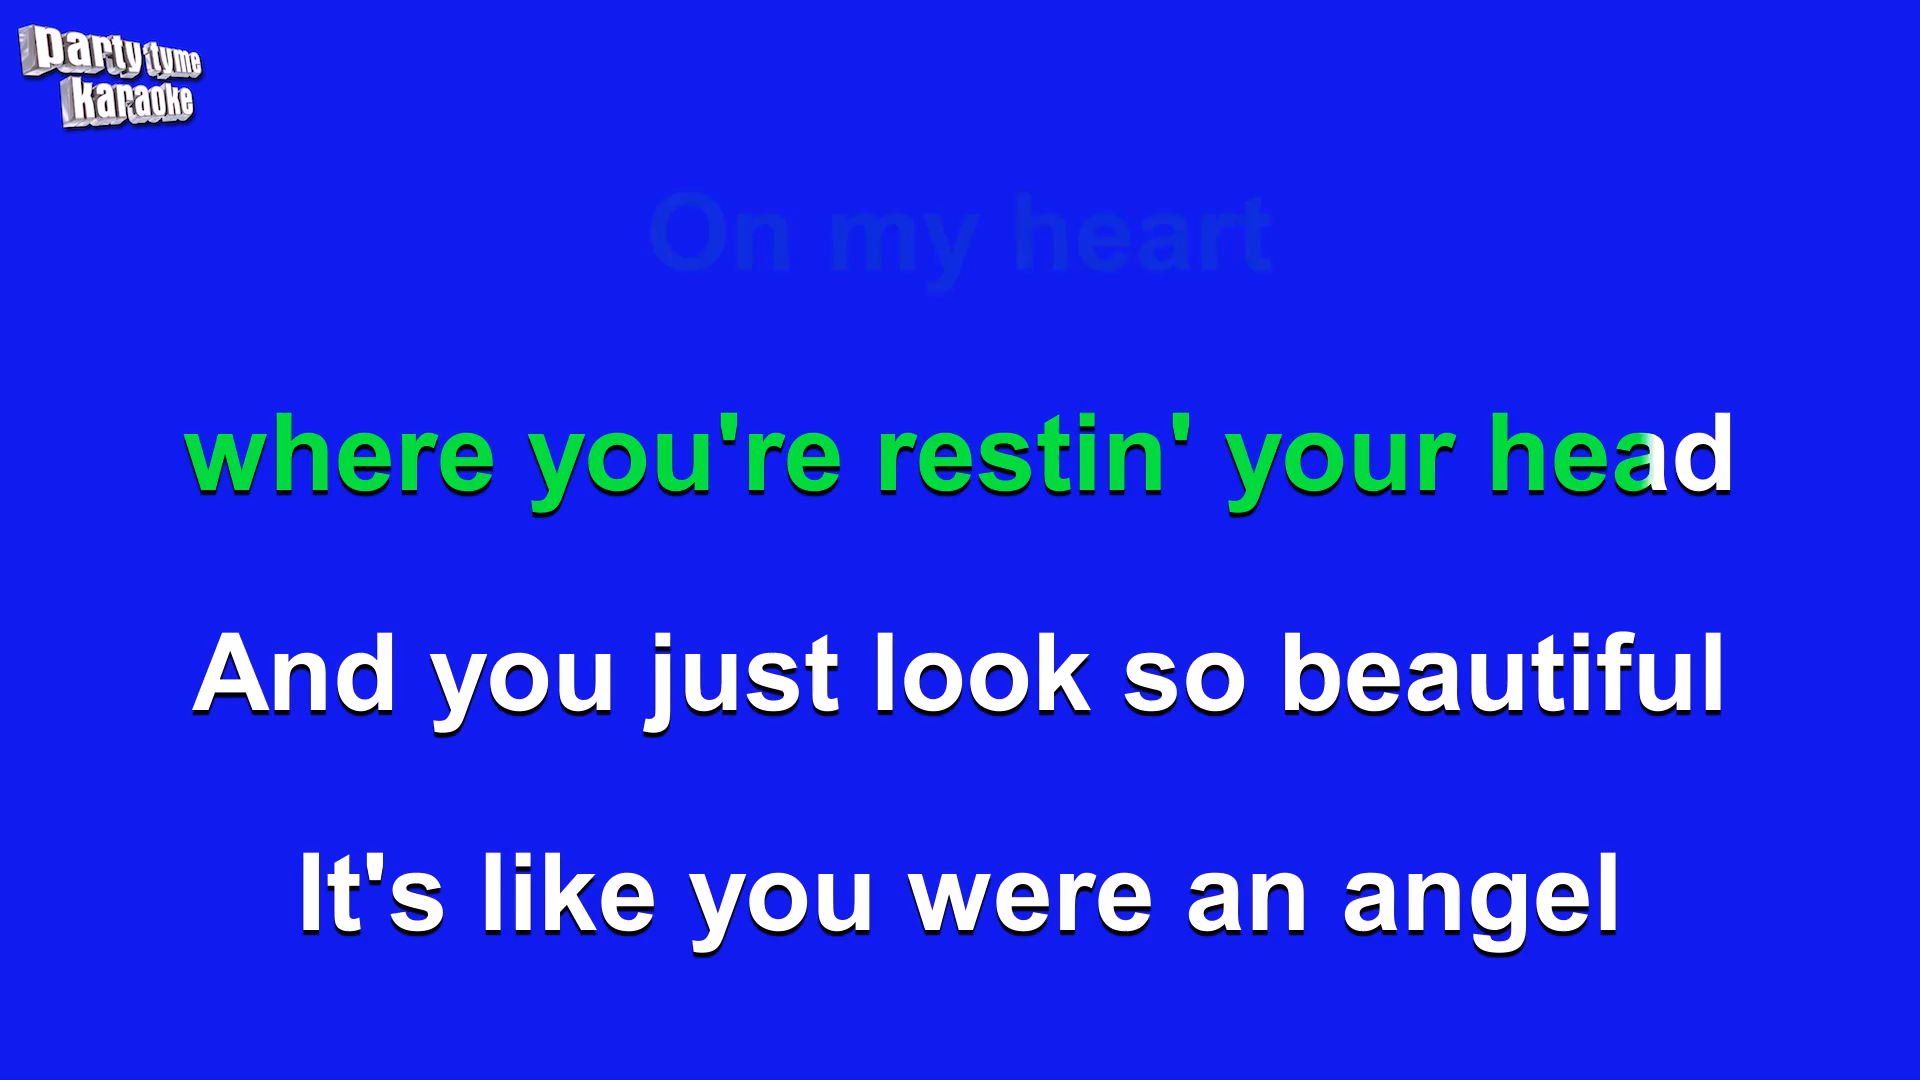 party tyme
karaoke
On my heart
where you're restin' your head
And you just look so beautiful
It's like you were an angel